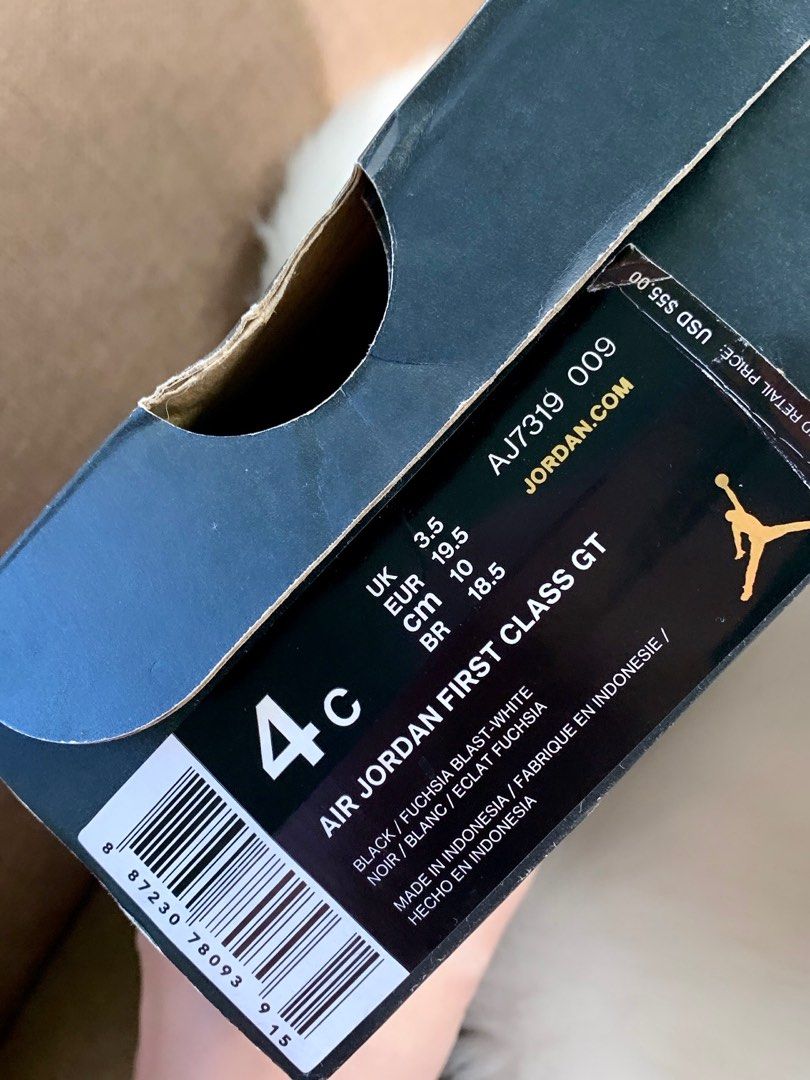 D RETAIL PRICE: USD $55.00
AJ7319 009
JORDAN.COM
UK 3.5
EUR 19.5
cm 10
BR 18.5
4C
AIR JORDAN FIRST CLASS GT
BLACK / FUCHSIA BLAST-WHITE
NOIR / BLANC / ECLAT FUCHSIA
MADE IN INDONESIA / FABRIQUE EN INDONESIE /
HECHO EN INDONESIA
8 87230 78093 9 15